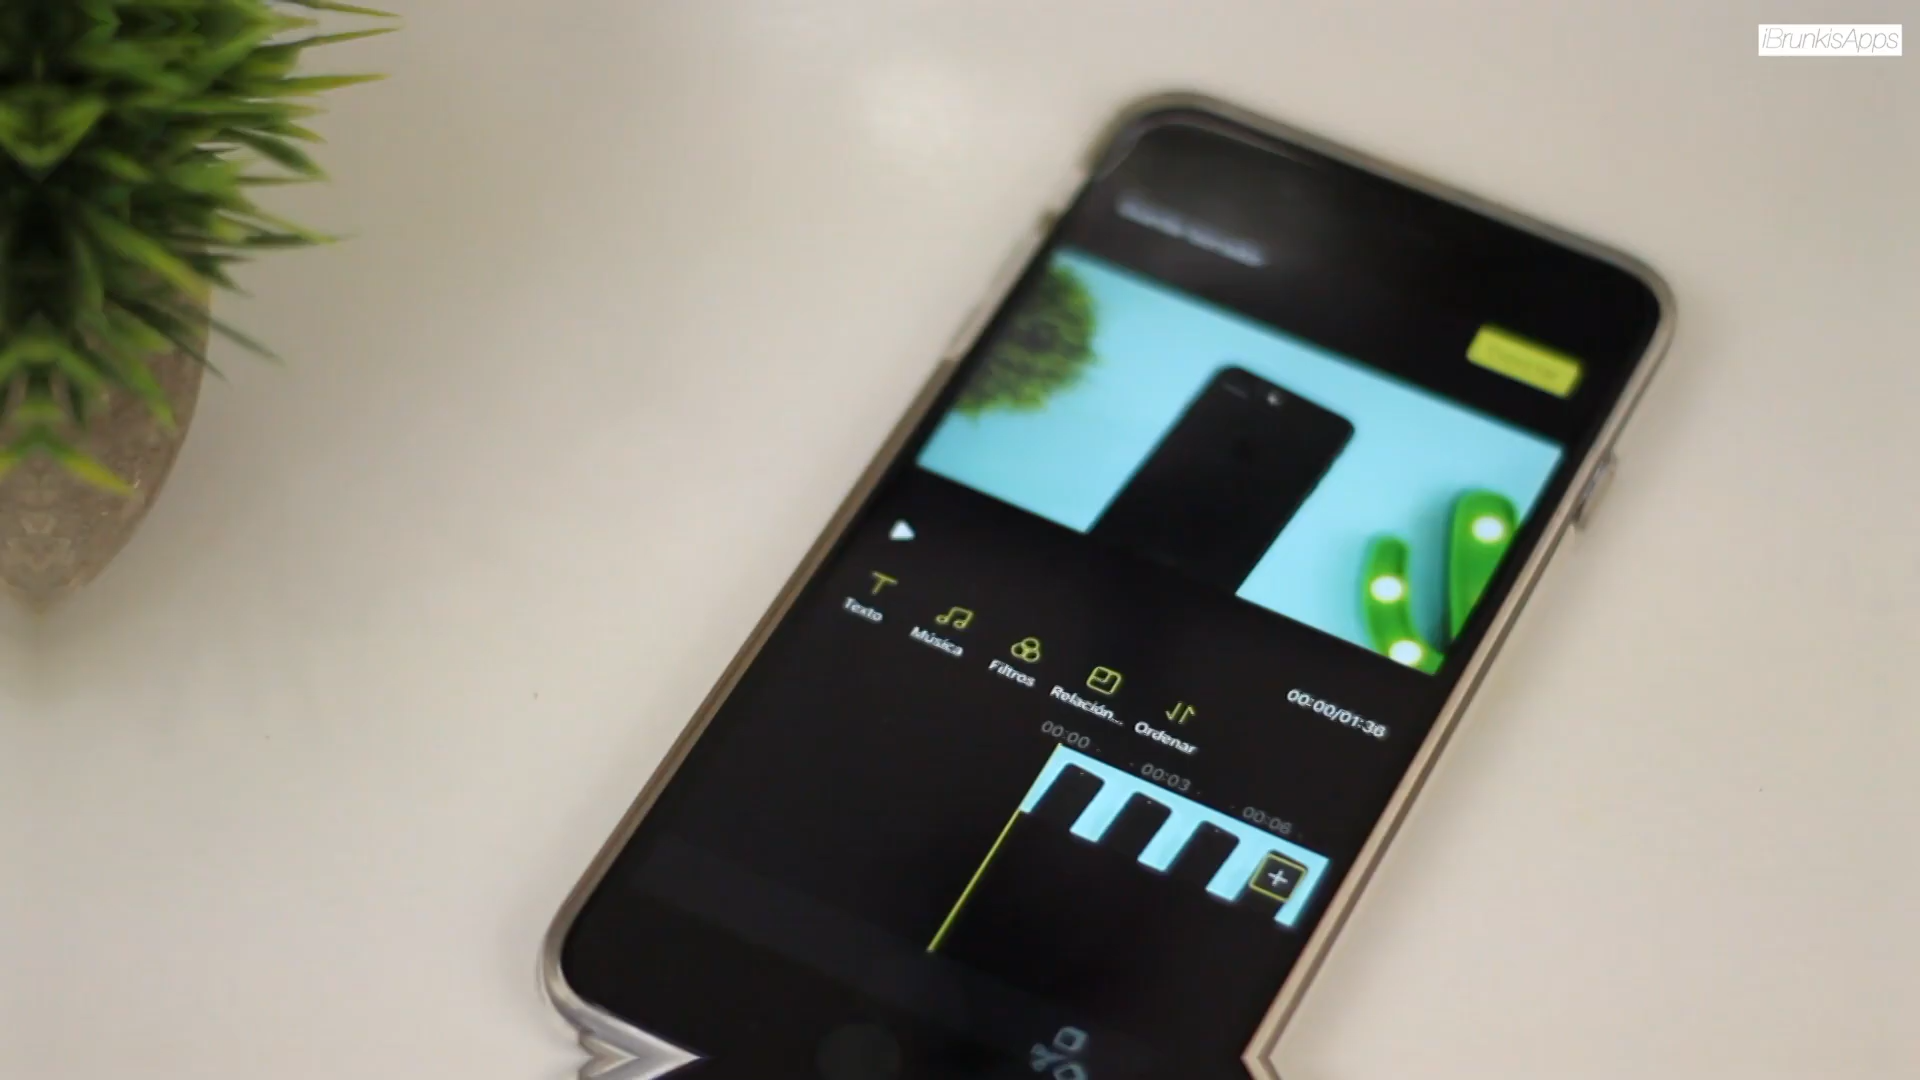 iBrunkisApps
Texto
Música
Filtros
Relación...
Ordenar
00:00/01:36
00:00
00:03
00:06